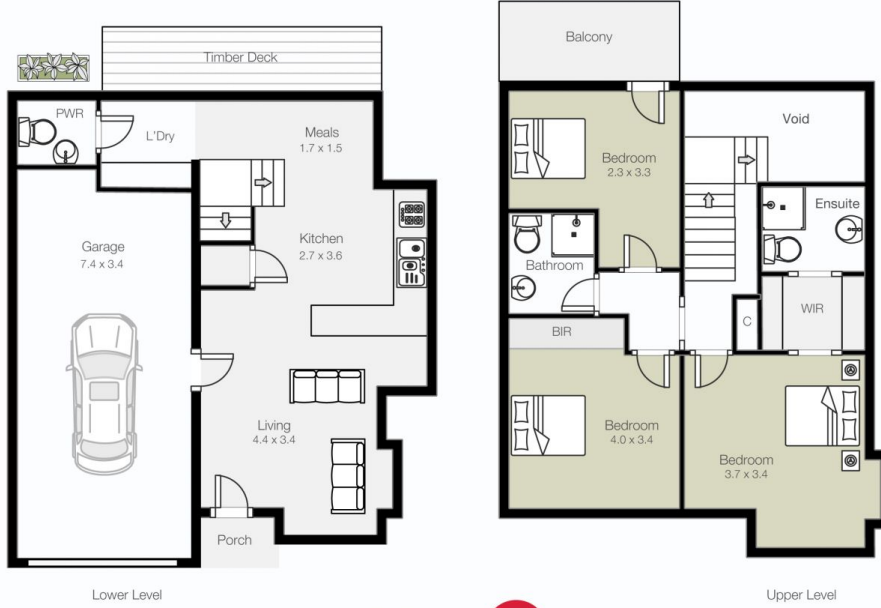 Timber Deck
PWR
L'Dry
Meals
1.7 x 1.5
Garage
7.4 x 3.4
Kitchen
2.7 x 3.6
Living
4.4 x 3.4
Porch
Lower Level
Balcony
Void
Bedroom
2.3 x 3.3
Ensuite
Bathroom
WIR
C
BIR
Bedroom
4.0 x 3.4
Bedroom
3.7 x 3.4
Upper Level